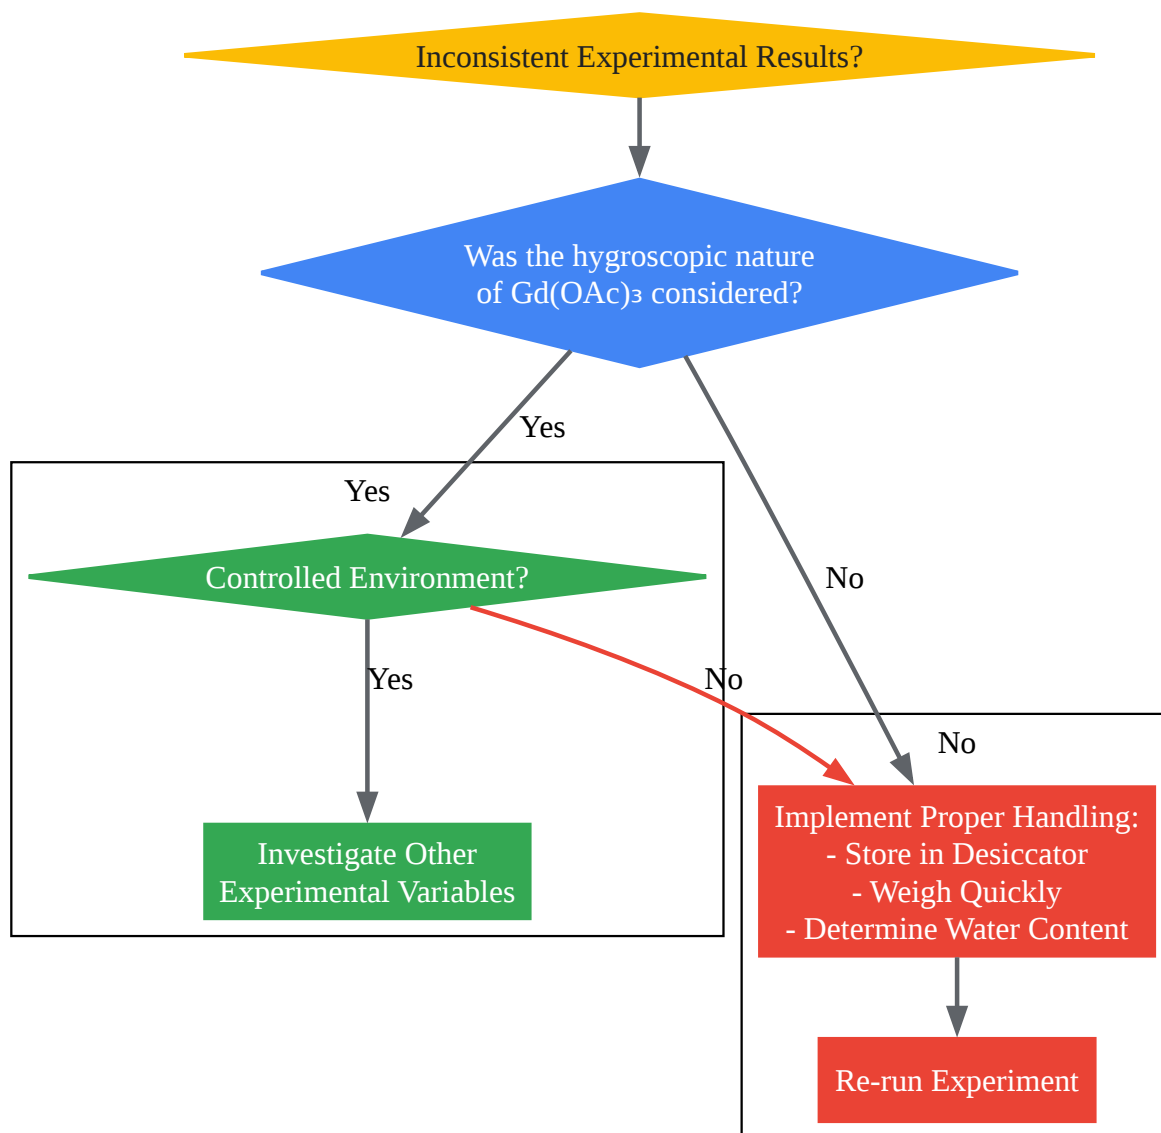 Inconsistent Experimental Results?
Was the hygroscopic nature
of Gd(OAc)₃ considered?
Yes
Yes
No
Controlled Environment?
Yes
No
No
Implement Proper Handling:
- Store in Desiccator
- Weigh Quickly
- Determine Water Content
Investigate Other
Experimental Variables
Re-run Experiment